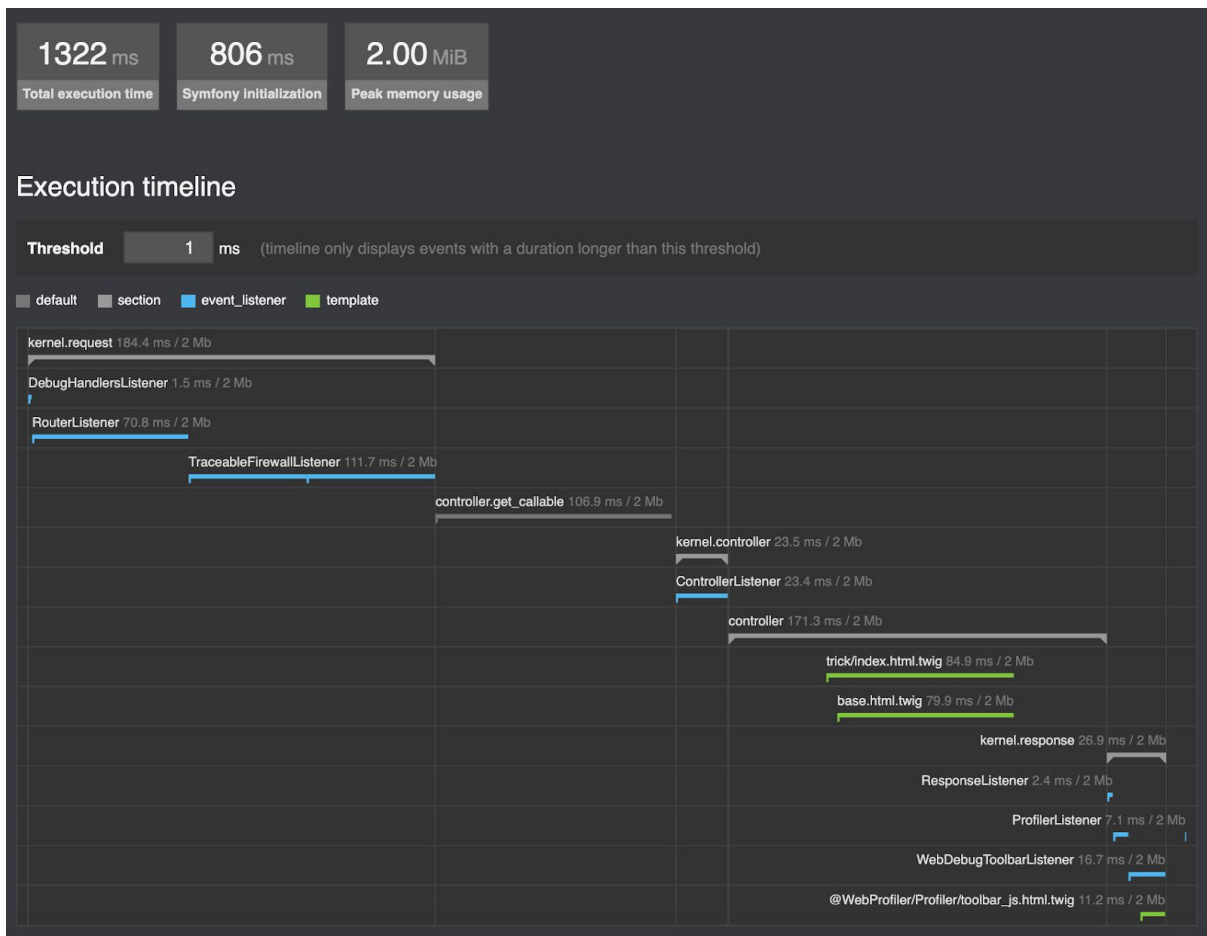 1322 ms 806 ms 2.00 MiB
Total execution time Symfony initialization Peak memory usage
Execution timeline
Threshold 1 ms (timeline only displays events with a duration longer than this threshold)
default section event_listener template
kernel.request 184.4 ms / 2 Mb
DebugHandlersListener 1.5 ms / 2 Mb
RouterListener 70.8 ms / 2 Mb
TraceableFirewallListener 111.7 ms / 2 Mb
controller.get_callable 106.9 ms / 2 Mb
kernel.controller 23.5 ms / 2 Mb
ControllerListener 23.4 ms / 2 Mb
controller 171.3 ms / 2 Mb
trick/index.html.twig 84.9 ms / 2 Mb
base.html.twig 79.9 ms / 2 Mb
kernel.response 26.9 ms / 2 Mb
ResponseListener 2.4 ms / 2 Mb
ProfilerListener 7.1 ms / 2 Mb
WebDebugToolbarListener 16.7 ms / 2 Mb
@WebProfiler/Profiler/toolbar_js.html.twig 11.2 ms / 2 Mb